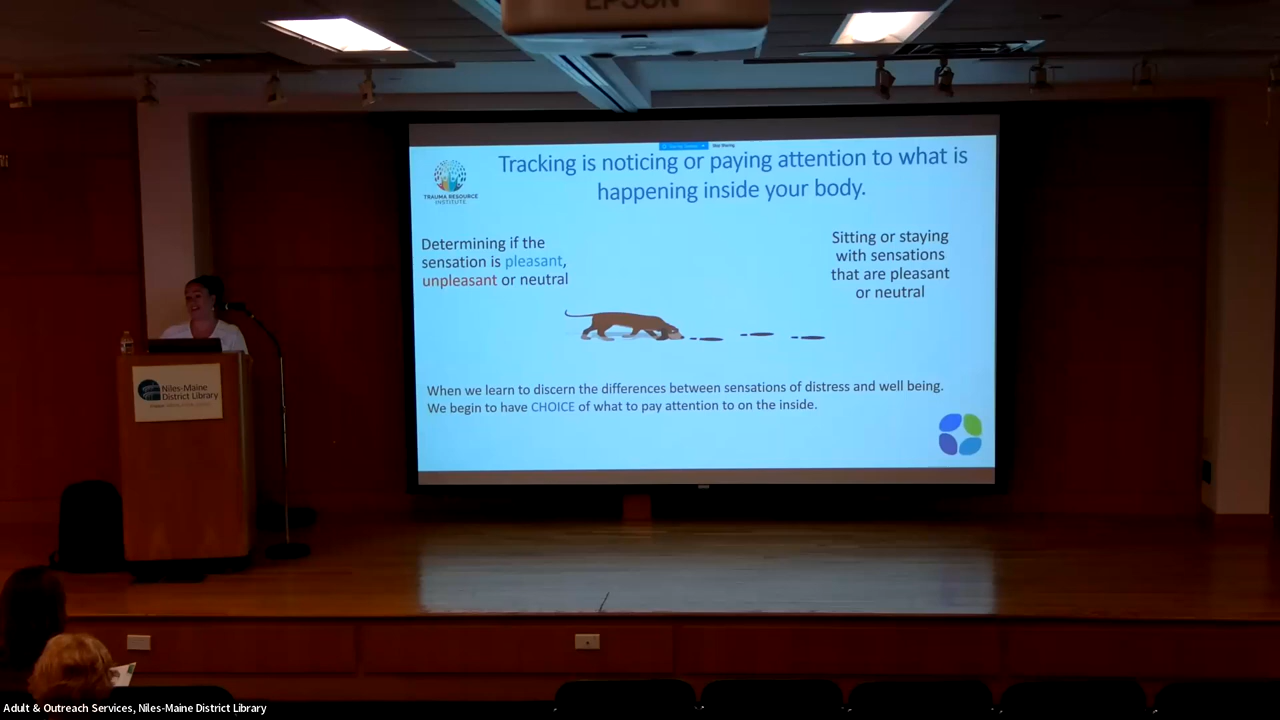 EPSON
Tracking is noticing or paying attention to what is
happening inside your body.
TRAUMA RESOURCE
INSTITUTE
Determining if the
sensation is pleasant,
unpleasant or neutral
Sitting or staying
with sensations
that are pleasant
or neutral
When we learn to discern the differences between sensations of distress and well being.
We begin to have CHOICE of what to pay attention to on the inside.
Niles-Maine
District Library
Adult & Outreach Services, Niles-Maine District Library